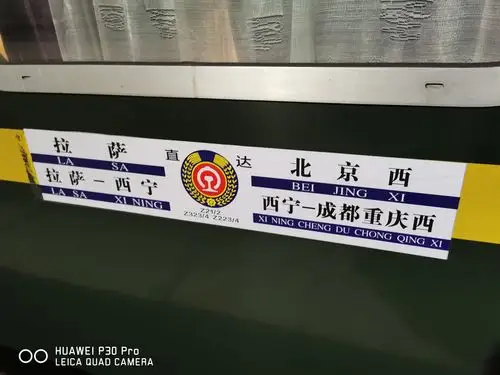 拉 萨 直 达 北 京 西
LA SA BEI JING XI
拉萨－西宁 西宁－成都重庆西
LA SA XI NING XI NING CHENG DU CHONG QING XI
Z21/2
Z323/4 Z223/4
HUAWEI P30 Pro
LEICA QUAD CAMERA